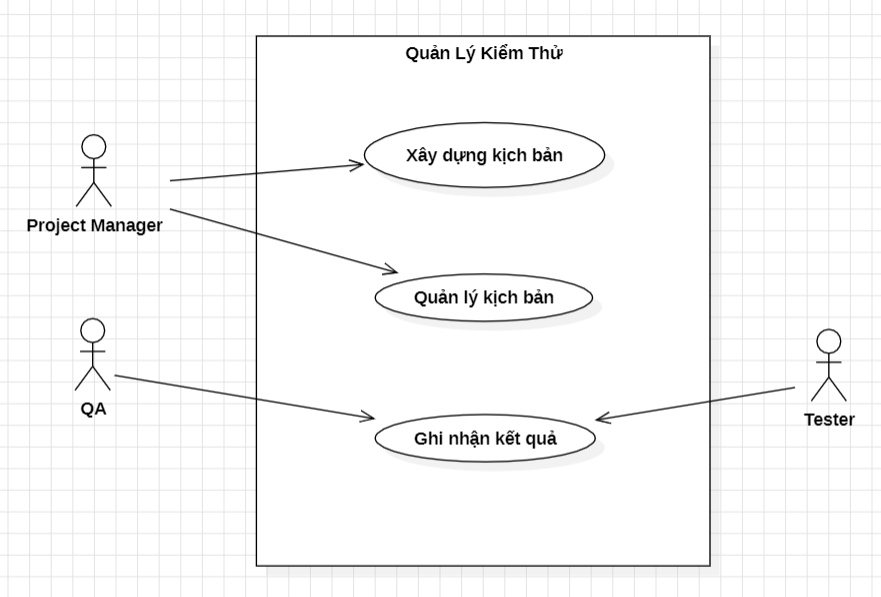 Quản Lý Kiểm Thử
Xây dựng kịch bản
Project Manager
Quản lý kịch bản
QA
Ghi nhận kết quả
Tester